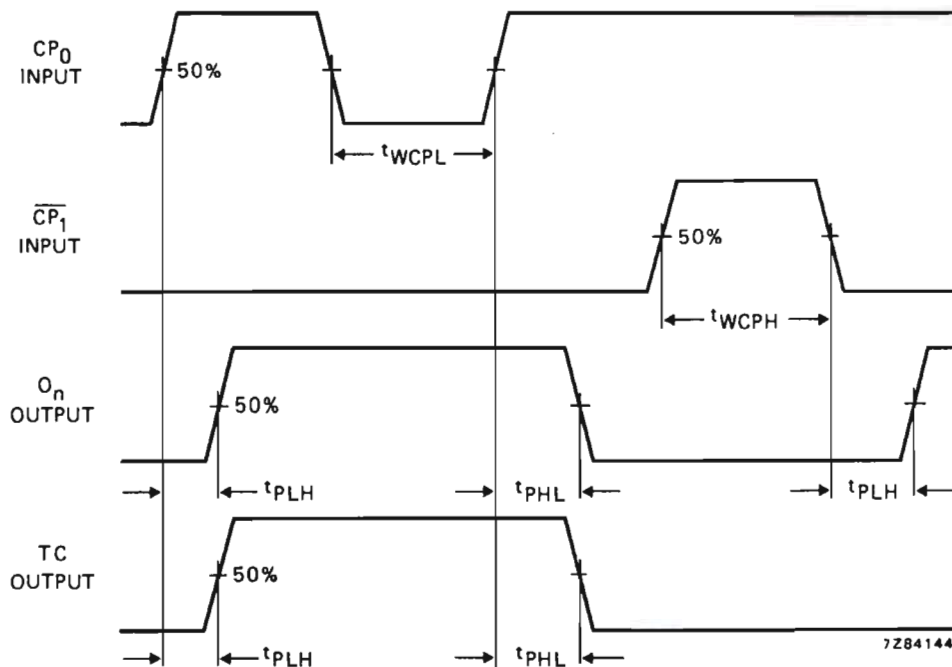 CP₀
INPUT
50%
tWCPL
C̅P̅₁̅
INPUT
50%
tWCPH
Oₙ
OUTPUT
50%
tPLH
tPHL
tPLH
TC
OUTPUT
50%
tPLH
tPHL
7Z84144